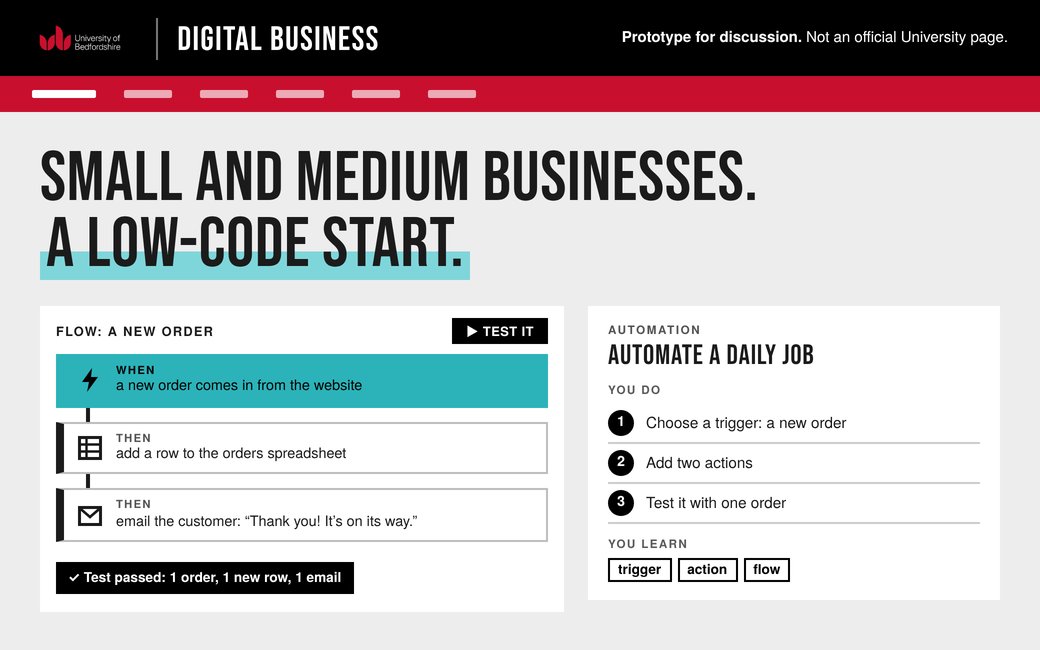 University of
Bedfordshire
DIGITAL BUSINESS
Prototype for discussion. Not an official University page.
SMALL AND MEDIUM BUSINESSES.
A LOW-CODE START.
FLOW: A NEW ORDER
▶ TEST IT
WHEN
a new order comes in from the website
THEN
add a row to the orders spreadsheet
THEN
email the customer: “Thank you! It’s on its way.”
✓ Test passed: 1 order, 1 new row, 1 email
AUTOMATION
AUTOMATE A DAILY JOB
YOU DO
1 Choose a trigger: a new order
2 Add two actions
3 Test it with one order
YOU LEARN
trigger action flow